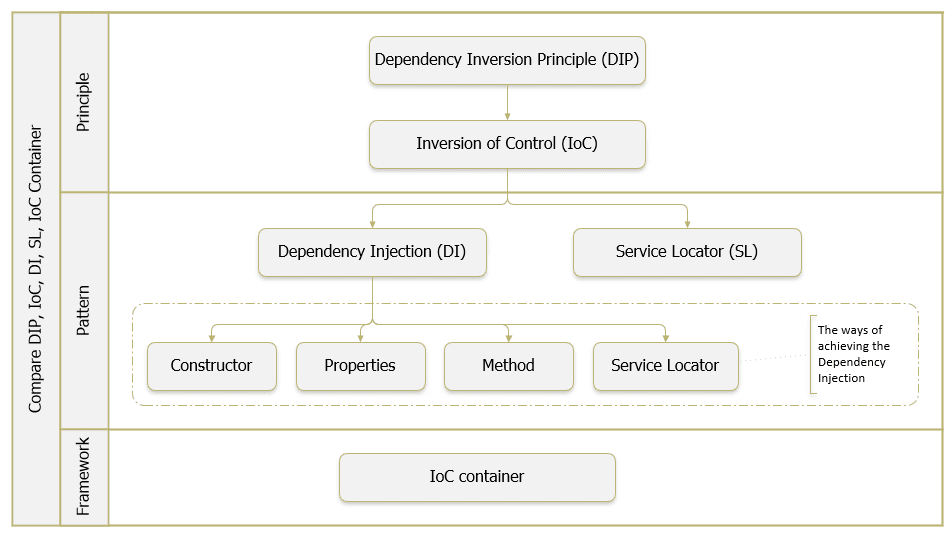 Compare DIP, IoC, DI, SL, IoC Container
Principle
Dependency Inversion Principle (DIP)
Inversion of Control (IoC)
Pattern
Dependency Injection (DI)
Service Locator (SL)
Constructor
Properties
Method
Service Locator
The ways of
achieving the
Dependency
Injection
Framework
IoC container